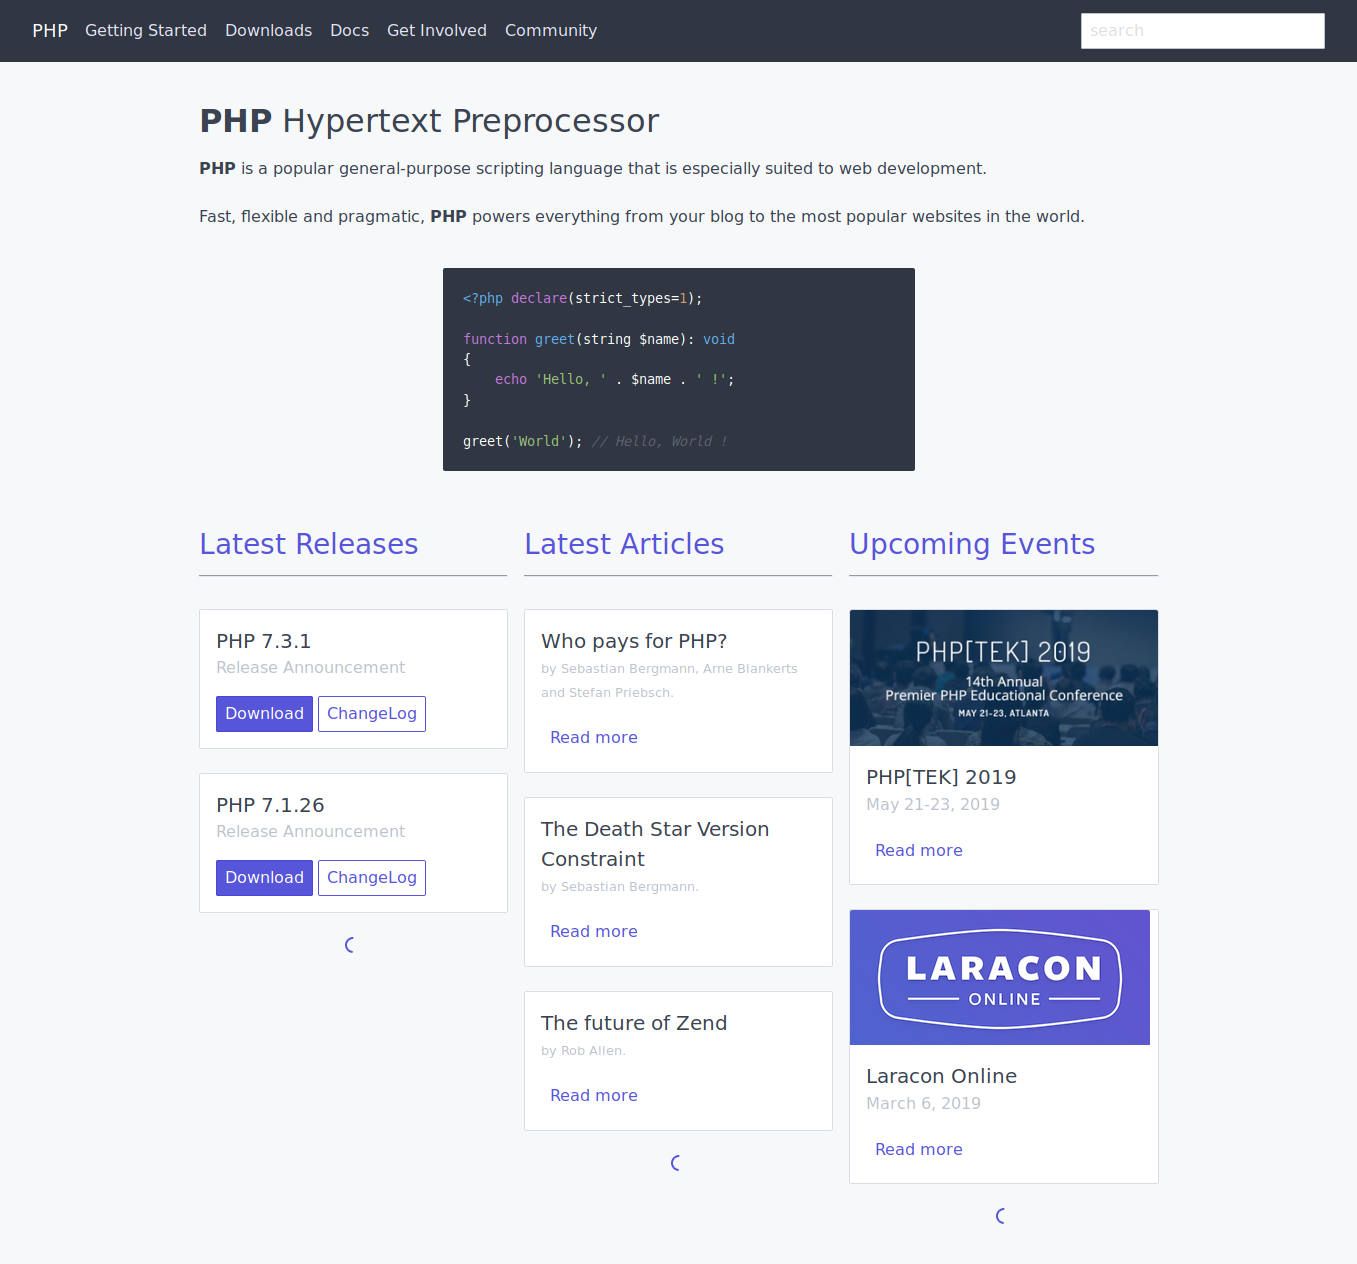 PHP Getting Started Downloads Docs Get Involved Community search
PHP Hypertext Preprocessor
PHP is a popular general-purpose scripting language that is especially suited to web development.
Fast, flexible and pragmatic, PHP powers everything from your blog to the most popular websites in the world.
<?php declare(strict_types=1);
function greet(string $name): void
{
    echo 'Hello, ' . $name . ' !';
}
greet('World'); // Hello, World !
Latest Releases
PHP 7.3.1
Release Announcement
Download ChangeLog
PHP 7.1.26
Release Announcement
Download ChangeLog
Latest Articles
Who pays for PHP?
by Sebastian Bergmann, Arne Blankerts
and Stefan Priebsch.
Read more
The Death Star Version
Constraint
by Sebastian Bergmann.
Read more
The future of Zend
by Rob Allen.
Read more
Upcoming Events
PHP[TEK] 2019
14th Annual
Premier PHP Educational Conference
MAY 21-23, ATLANTA
PHP[TEK] 2019
May 21-23, 2019
Read more
LARACON
ONLINE
Laracon Online
March 6, 2019
Read more